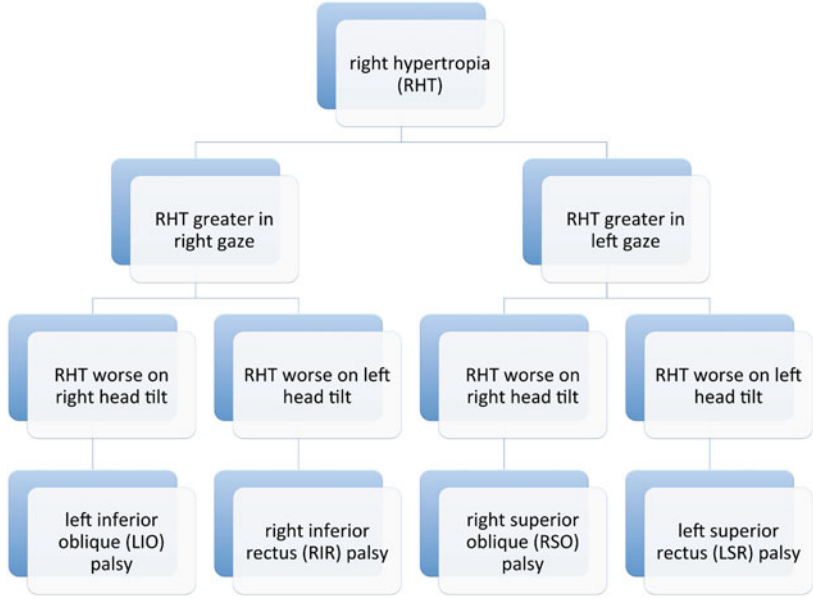 right hypertropia
(RHT)
RHT greater in
right gaze
RHT greater in
left gaze
RHT worse on
right head tilt
RHT worse on left
head tilt
RHT worse on
right head tilt
RHT worse on left
head tilt
left inferior
oblique (LIO)
palsy
right inferior
rectus (RIR) palsy
right superior
oblique (RSO)
palsy
left superior
rectus (LSR) palsy